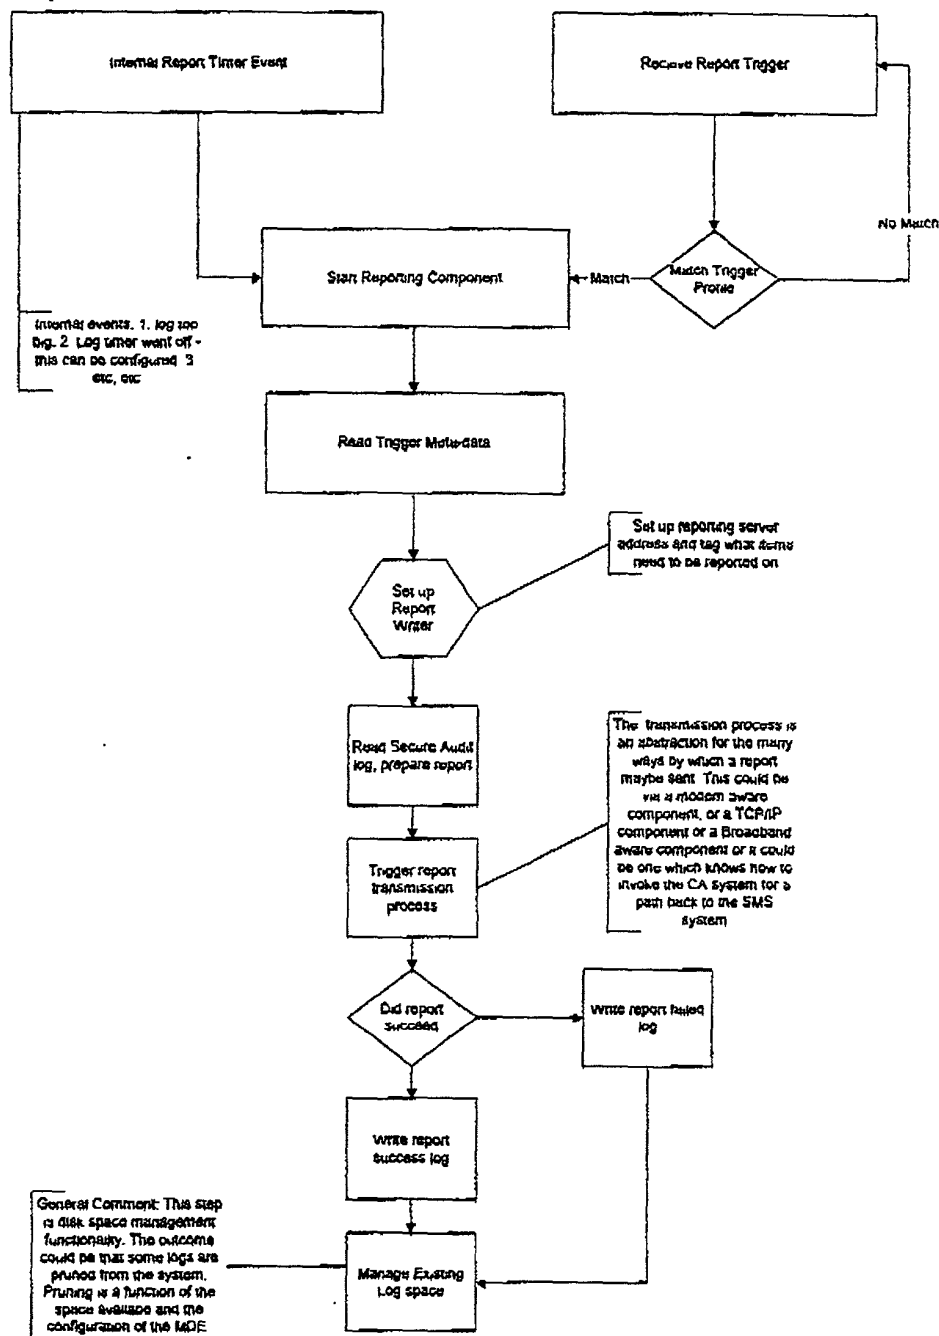 Internal Report Timer Event
Recieve Report Trigger
No Match
Start Reporting Component
Match
Match Trigger
Profile
Internal events. 1. log too
big. 2. Log timer went off -
this can be configured 3
etc, etc
Read Trigger Meta-data
Set up reporting server
address and tag what items
need to be reported on
Set up
Report
Writer
Read Secure Audit
log, prepare report
The transmission process is
an abstraction for the many
ways by which a report
maybe sent. This could be
via a modem aware
component, or a TCP/IP
component or a Broadband
aware component or it could
be one which knows how to
invoke the CA system for a
path back to the SMS
system
Trigger report
transmission
process
Did report
succeed
Write report failed
log
Write report
success log
General Comment: This step
is disk space management
functionality. The outcome
could be that some logs are
pruned from the system.
Pruning is a function of the
space available and the
configuration of the MDE
Manage Existing
Log space